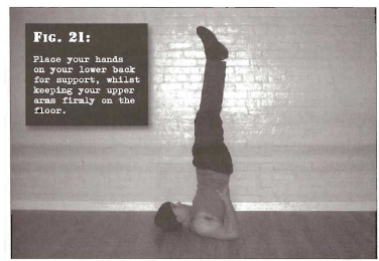 FIG. 21:
Place your hands
on your lower back
for support, whilst
keeping your upper
arms firmly on the
floor.